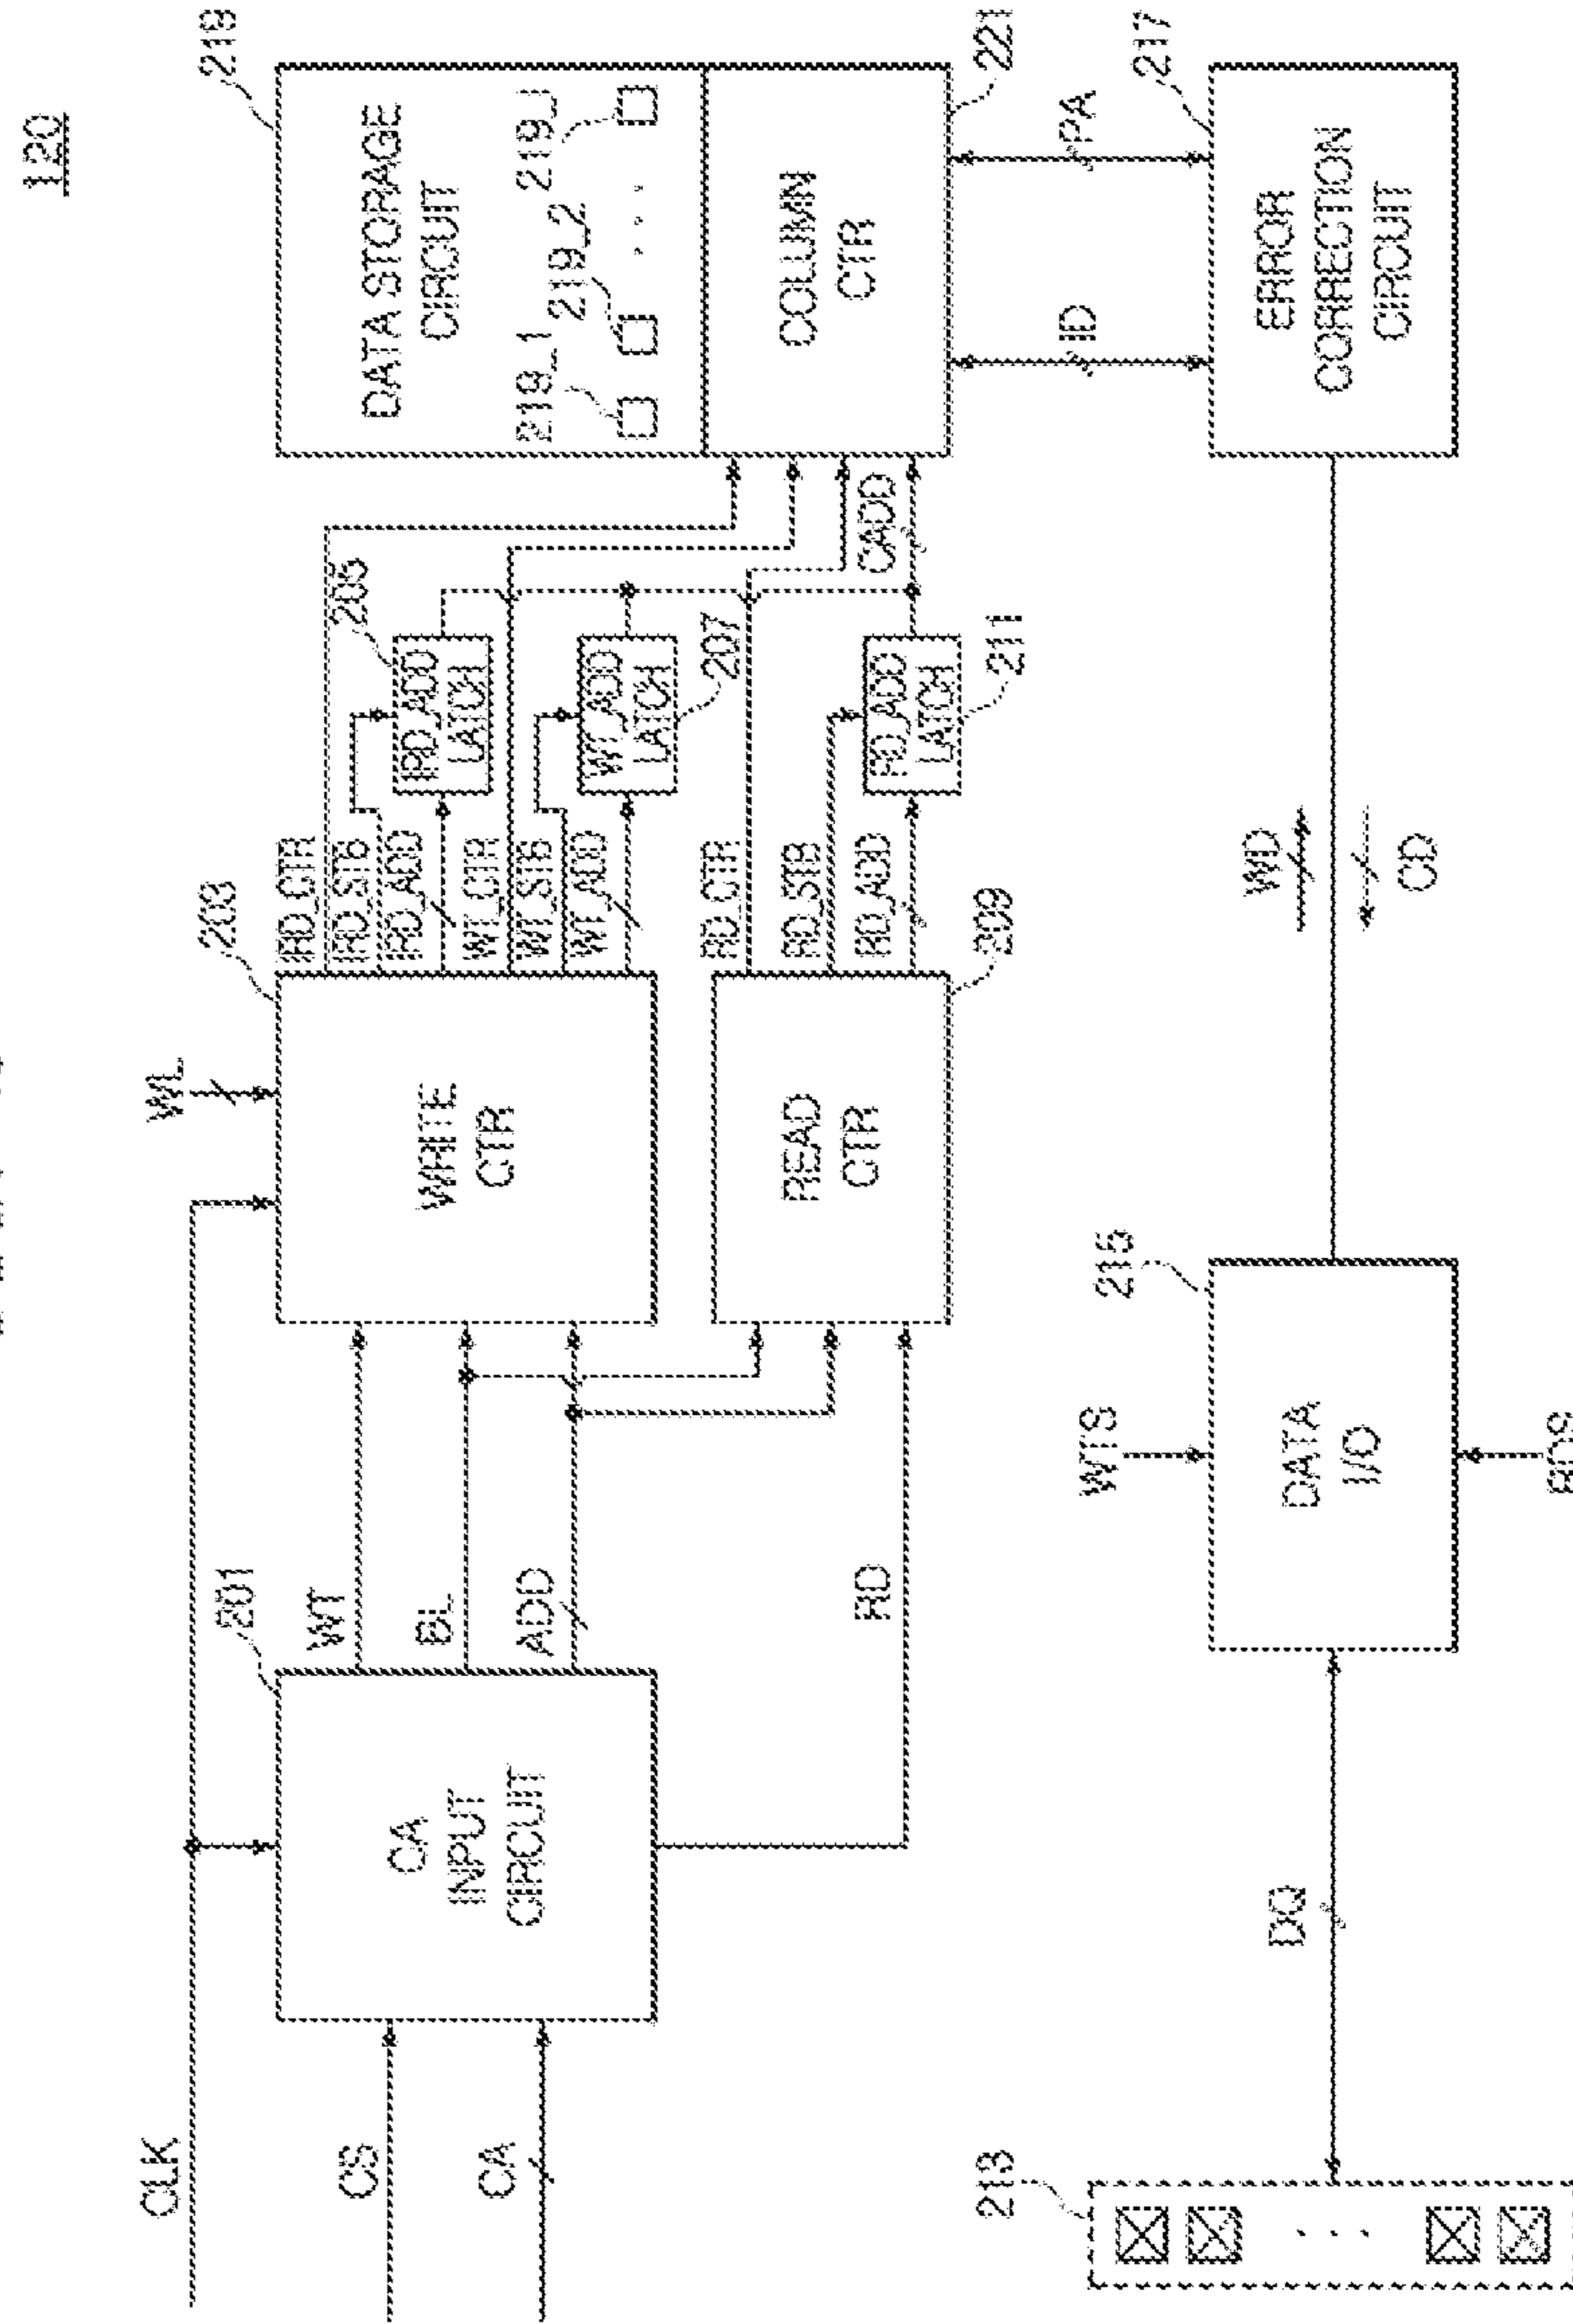 120
CLK
CS
CA
201
CA
INPUT
CIRCUIT
WT
BL
ADD
RD
WL
203
WRITE
CTR
READ
CTR
209
IRD_CTR
IRD_STB
IRD_ADD
WT_CTR
WT_STB
WT_ADD
RD_CTR
RD_STB
RD_ADD
205
IRD_ADD
LATCH
WT_ADD
LATCH
207
RD_ADD
LATCH
211
CADD
219
DATA STORAGE
CIRCUIT
219_1
219_2
...
COLUMN
CTR
221
ID
PA
217
ERROR
CORRECTION
CIRCUIT
WD
CD
215
WTS
DATA
I/O
RDS
DQ
213
...